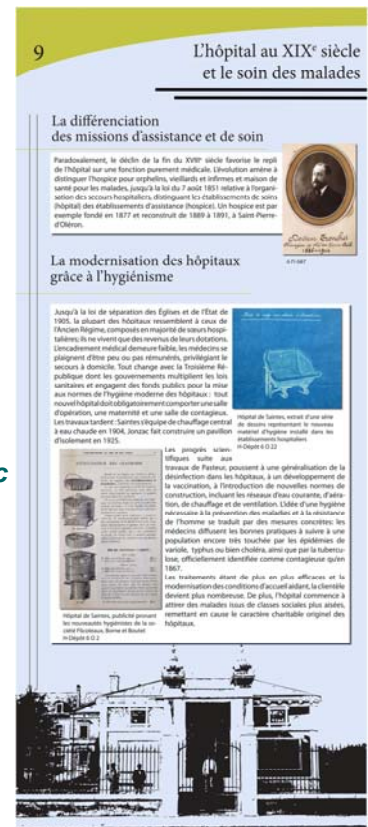 9
L'hôpital au XIXe siècle
et le soin des malades
La différenciation
des missions d'assistance et de soin
Paradoxalement, le déclin de la fin du XVIIIe siècle favorise le repli
de l'hôpital sur une fonction purement médicale. L'évolution amène à
distinguer l'hospice pour orphelins, vieillards et infirmes et maison de
santé pour les malades, jusqu'à la loi du 7 août 1851 relative à l'organi-
sation des secours hospitaliers, distinguant les établissements de soins
(hôpital) des établissements d'assistance (hospice). Un hospice est par
exemple fondé en 1877 et reconstruit de 1889 à 1891, à Saint-Pierre-
d'Oléron.
La modernisation des hôpitaux
grâce à l'hygiénisme
Jusqu'à la loi de séparation des Églises et de l'État de
1905, la plupart des hôpitaux ressemblent à ceux de
l'Ancien Régime, composés en majorité de sœurs hospi-
talières; ils ne vivent que des revenus de leurs dotations.
L'encadrement médical demeure faible, les médecins se
plaignent d'être peu ou pas rémunérés, privilégiant le
secours à domicile. Tout change avec la Troisième Ré-
publique dont les gouvernements multiplient les lois
sanitaires et engagent des fonds publics pour la mise
aux normes de l'hygiène moderne des hôpitaux : tout
nouvel hôpital doit obligatoirement comporter une salle
d'opération, une maternité et une salle de contagieux.
Les travaux tardent : Saintes s'équipe de chauffage central
à eau chaude en 1904, Jonzac fait construire un pavillon
d'isolement en 1925.
Hôpital de Saintes, extrait d'une série
de dessins représentant le nouveau
matériel d'hygiène installé dans les
établissements hospitaliers
H-Dépôt 6 O 22
Les progrès scien-
tifiques suite aux
travaux de Pasteur, poussent à une généralisation de la
désinfection dans les hôpitaux, à un développement de
la vaccination, à l'introduction de nouvelles normes de
construction, incluant les réseaux d'eau courante, d'aéra-
tion, de chauffage et de ventilation. L'idée d'une hygiène
nécessaire à la prévention des maladies et à la résistance
de l'homme se traduit par des mesures concrètes: les
médecins diffusent les bonnes pratiques à suivre à une
population encore très touchée par les épidémies de
variole, typhus ou bien choléra, ainsi que par la tubercu-
lose, officiellement identifiée comme contagieuse qu'en
1867.
Les traitements étant de plus en plus efficaces et la
modernisation des conditions d'accueil aidant, la clientèle
devient plus nombreuse. De plus, l'hôpital commence à
attirer des malades issus de classes sociales plus aisées,
remettant en cause le caractère charitable originel des
hôpitaux.
Hôpital de Saintes, publicité pronant
les nouveautés hygiénistes de la so-
H-Dépôt 6 O 2
c